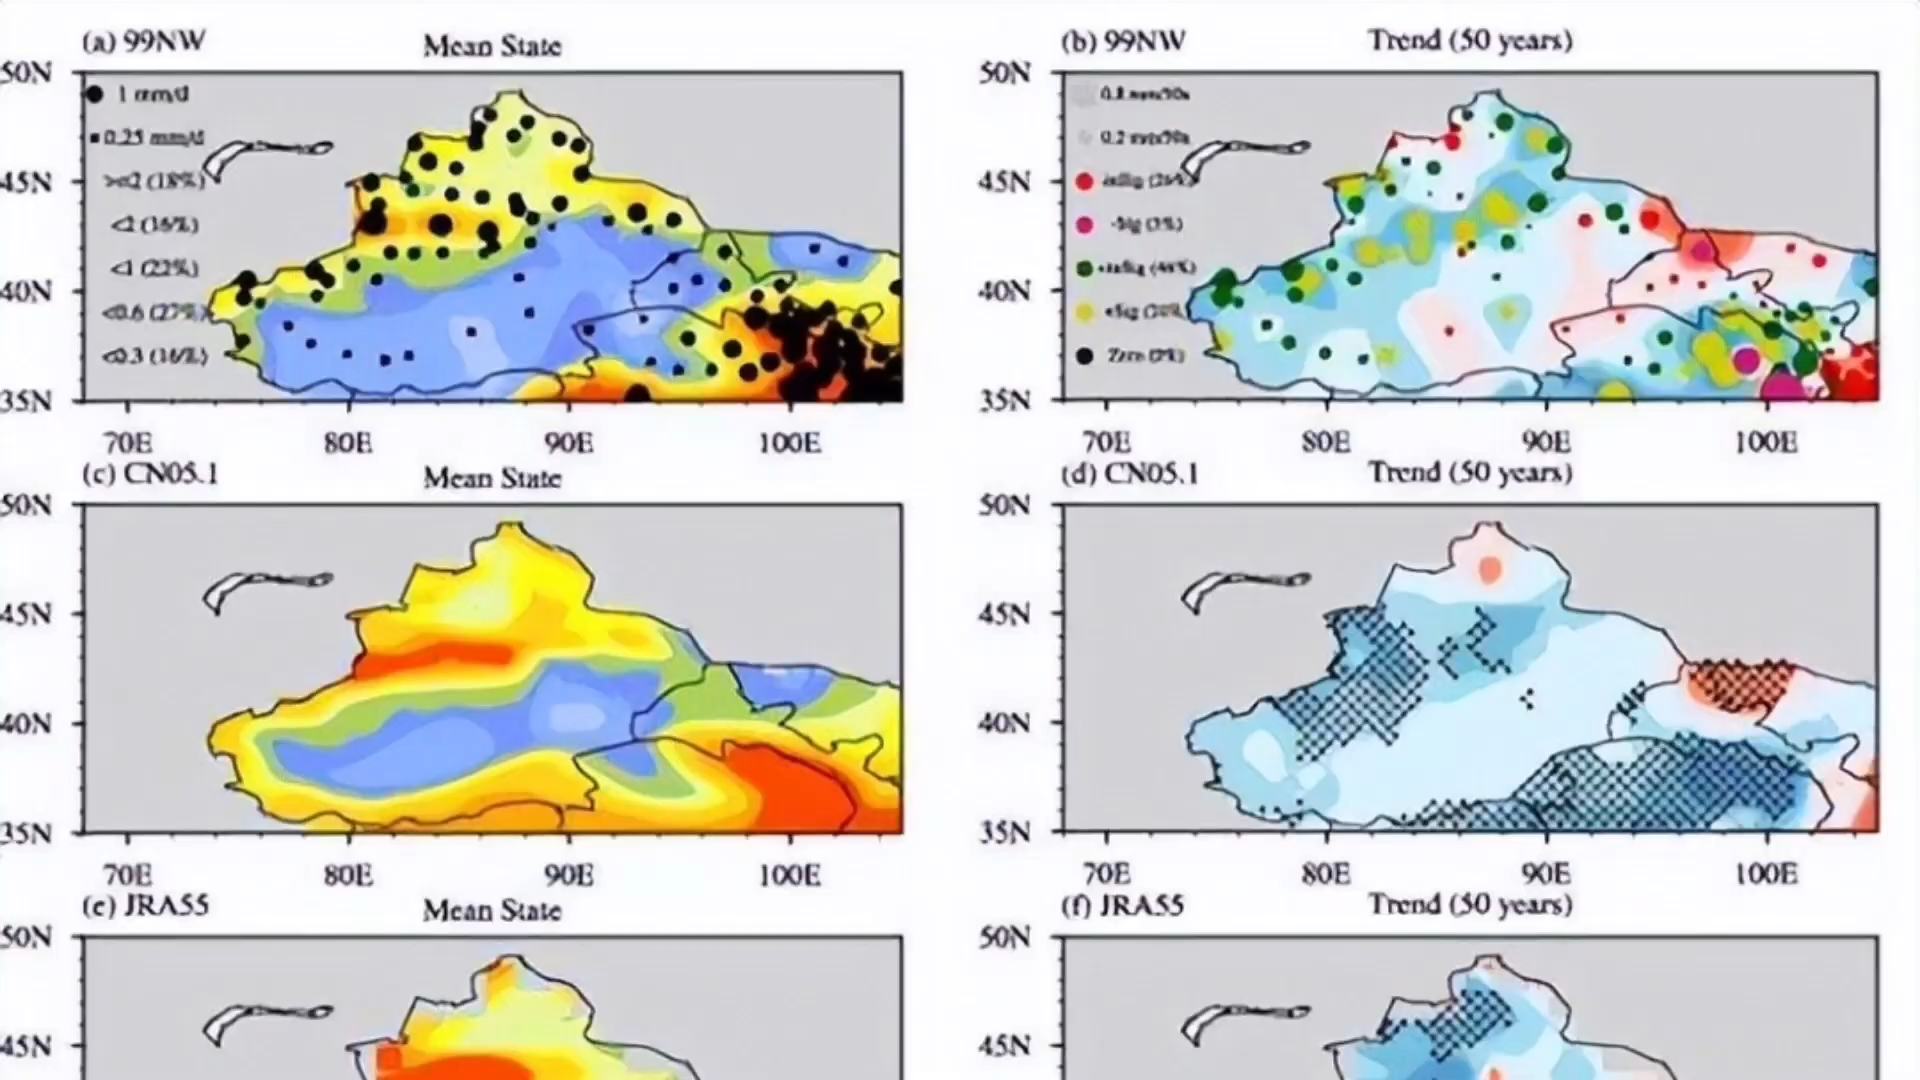 (a) 99NW Mean State
(b) 99NW Trend (50 years)
50N
1 mm/d
0.25 mm/d
45N
>=2 (18%)
<2 (16%)
<1 (22%)
40N
<0.6 (27%)
<0.3 (16%)
35N
70E 80E 90E 100E
50N
45N
40N
35N
70E 80E 90E 100E
(c) CN05.1 Mean State
(d) CN05.1 Trend (50 years)
50N
45N
40N
35N
70E 80E 90E 100E
50N
45N
40N
35N
70E 80E 90E 100E
(e) JRA55 Mean State
(f) JRA55 Trend (50 years)
50N
45N
50N
45N